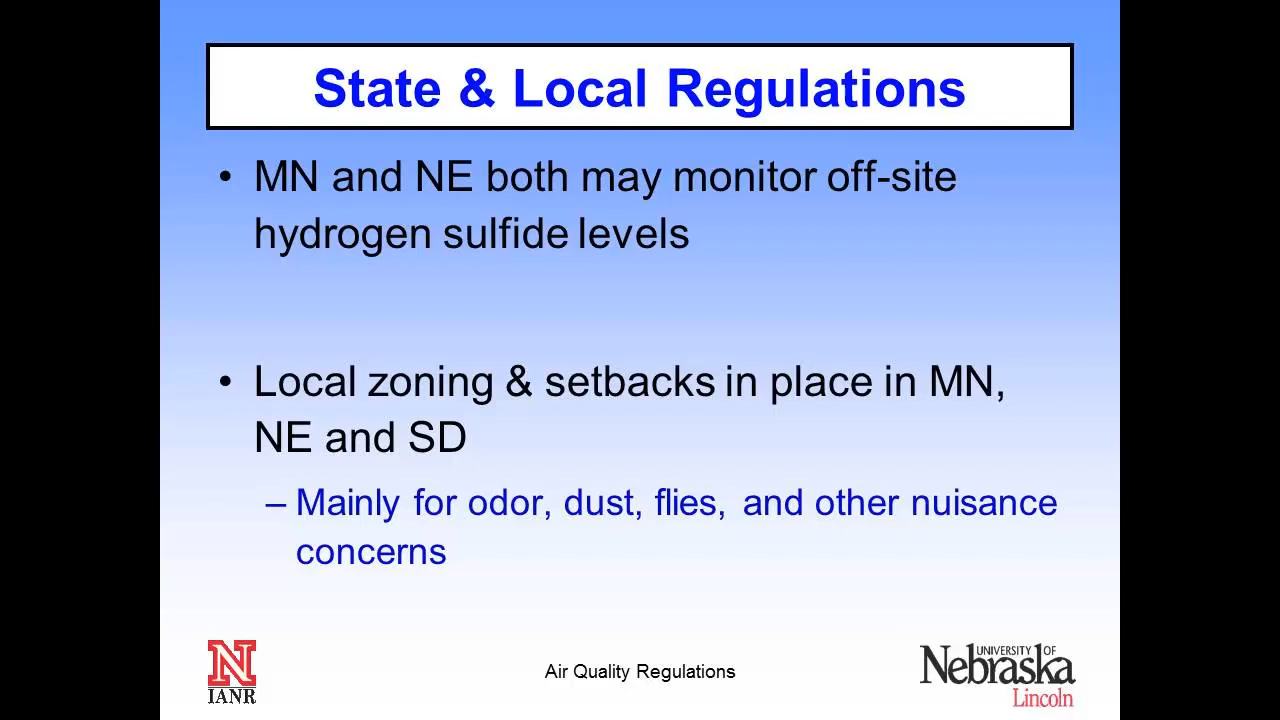 State & Local Regulations
• MN and NE both may monitor off-site
hydrogen sulfide levels
• Local zoning & setbacks in place in MN,
NE and SD
– Mainly for odor, dust, flies, and other nuisance
concerns
N
IANR
Air Quality Regulations
UNIVERSITY OF
Nebraska
Lincoln